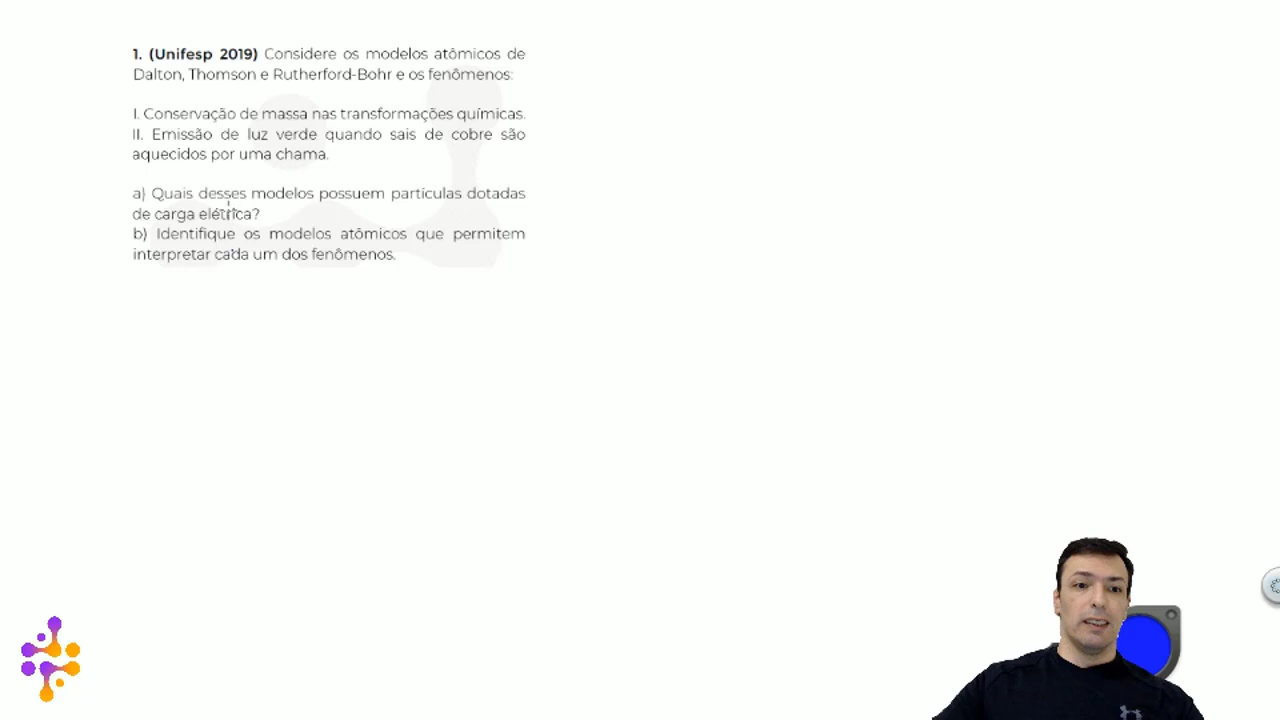 1. (Unifesp 2019) Considere os modelos atômicos de
Dalton, Thomson e Rutherford-Bohr e os fenômenos:
I. Conservação de massa nas transformações químicas.
II. Emissão de luz verde quando sais de cobre são
aquecidos por uma chama.
a) Quais desses modelos possuem partículas dotadas
de carga elétrica?
b) Identifique os modelos atômicos que permitem
interpretar cada um dos fenômenos.